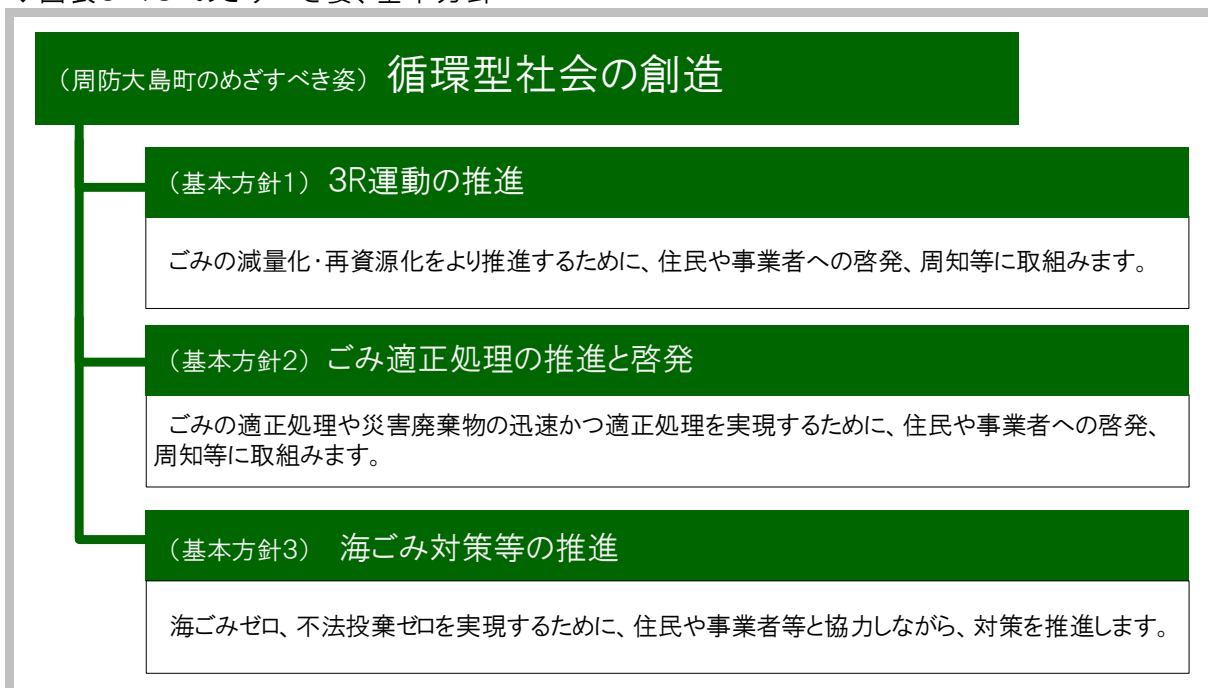 (周防大島町のめざすべき姿) 循環型社会の創造
(基本方針1) 3R運動の推進
ごみの減量化・再資源化をより推進するために、住民や事業者への啓発、周知等に取組みます。
(基本方針2) ごみ適正処理の推進と啓発
ごみの適正処理や災害廃棄物の迅速かつ適正処理を実現するために、住民や事業者への啓発、
周知等に取組みます。
(基本方針3) 海ごみ対策等の推進
海ごみゼロ、不法投棄ゼロを実現するために、住民や事業者等と協力しながら、対策を推進します。